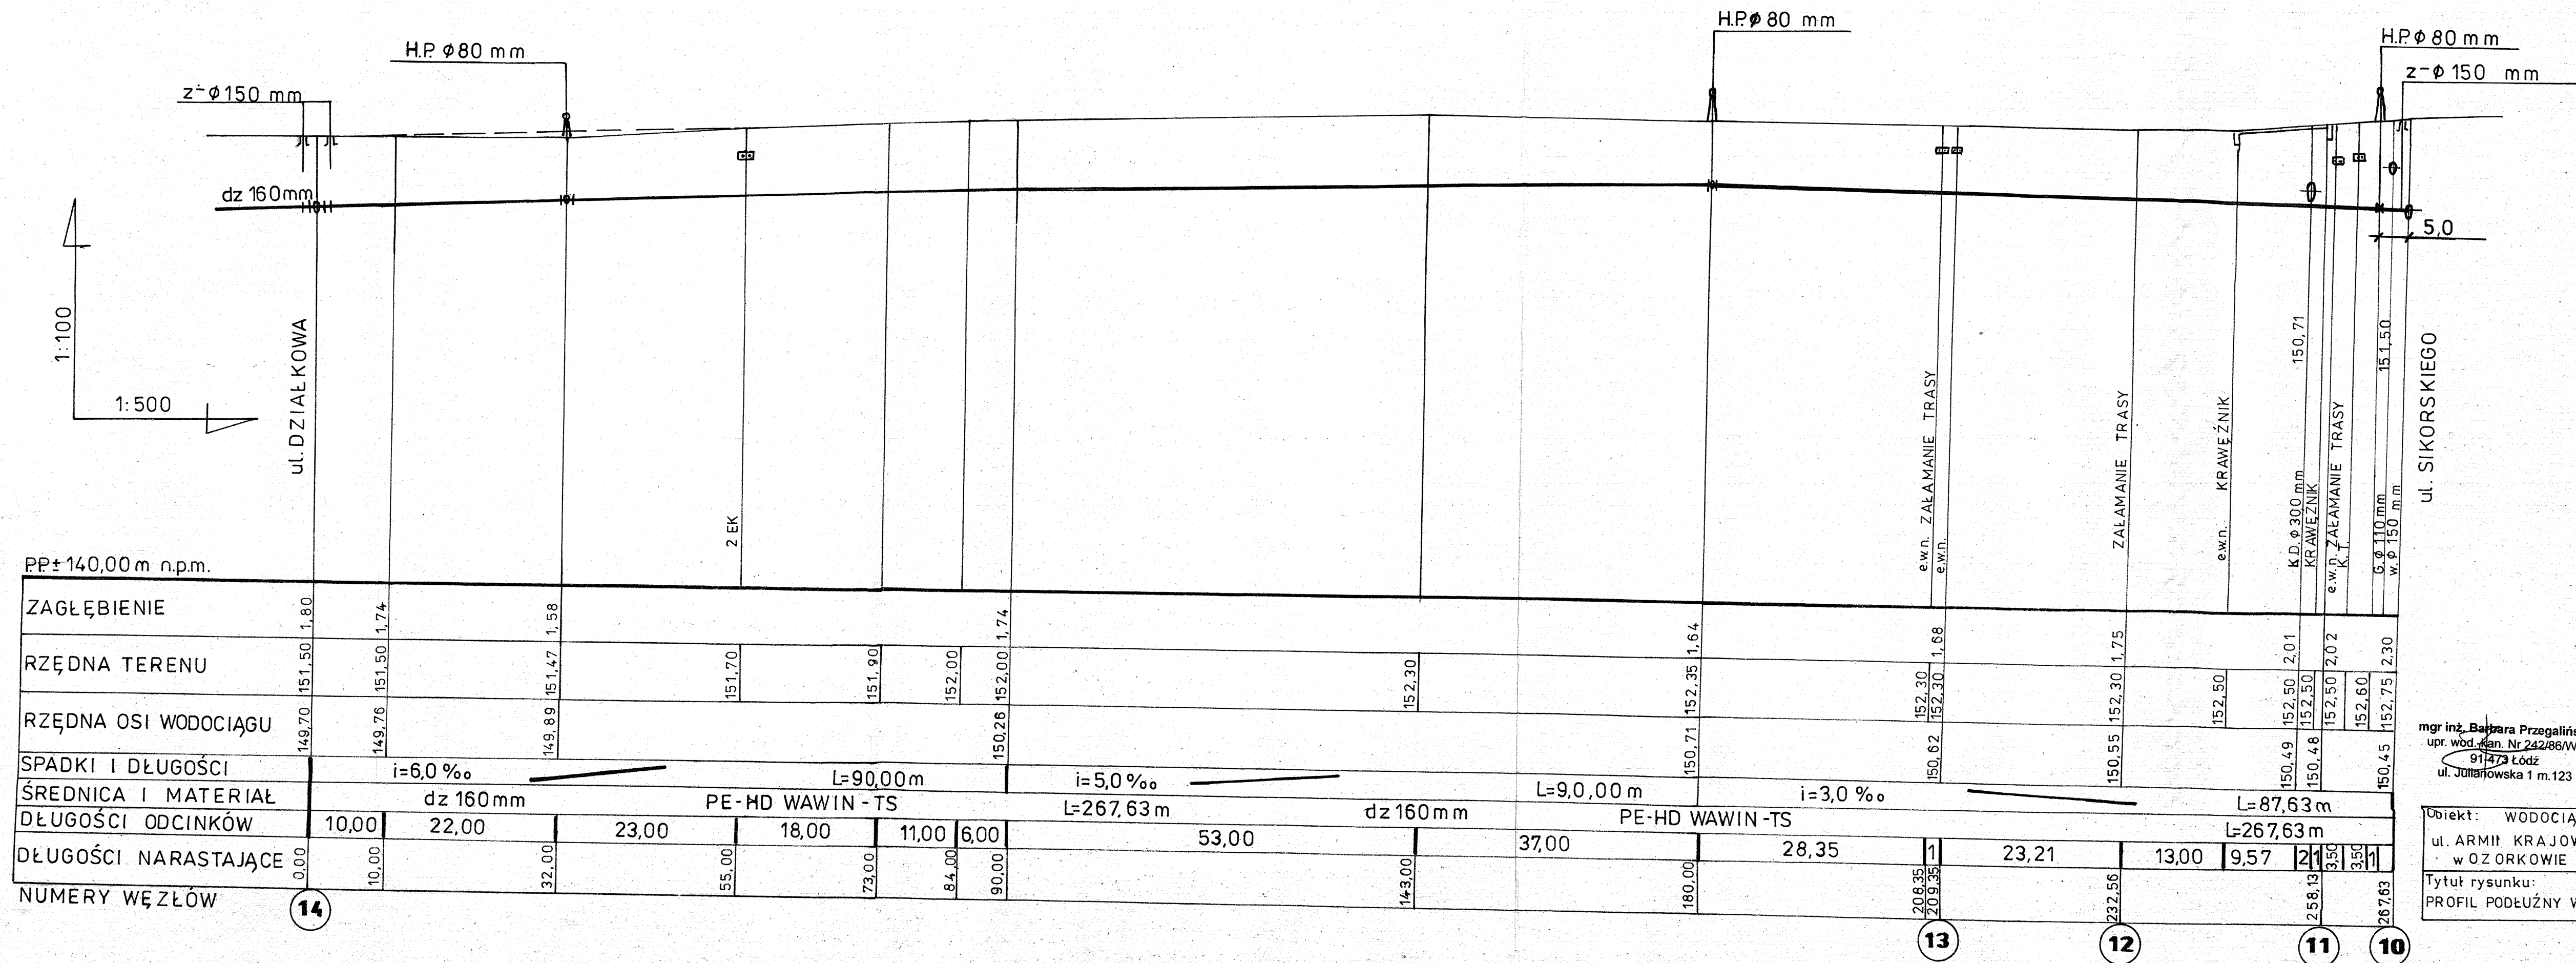 H.P. ϕ80 mm
z-ϕ150 mm
H.P. ϕ 80 mm
H.P. ϕ 80 mm
z-ϕ 150 mm
dz 160mm
5,0
1:100
1:500
ul. DZIAŁKOWA
2 EK
e.w.n. ZAŁAMANIE TRASY
e.w.n.
ZAŁAMANIE TRASY
e.w.n. KRAWĘŹNIK
K.D. ϕ 300 mm 150,71
KRAWĘŹNIK
e.w.n. ZAŁAMANIE TRASY
K.T.
G. ϕ 110 mm
w. ϕ 150 mm 151,50
ul. SIKORSKIEGO
P.P.± 140,00 m n.p.m.
ZAGŁĘBIENIE 1,80 1,74 1,58 1,74 1,64 1,68 1,75 2,01 2,02 2,30
RZĘDNA TERENU 151,50 151,50 151,47 151,70 151,90 152,00 152,00 152,30 152,35 152,30 152,30 152,30 152,50 152,50 152,50 152,50 152,60 152,75
RZĘDNA OSI WODOCIĄGU 149,70 149,76 149,89 150,26 150,71 150,62 150,55 150,49 150,48 150,45
SPADKI I DŁUGOŚCI i=6,0 ‰ L=90,00m i=5,0 ‰ L=9,0,00 m i=3,0 ‰ L=87,63m
ŚREDNICA I MATERIAŁ dz 160mm PE-HD WAWIN-TS L=267,63m dz 160mm PE-HD WAWIN-TS L=267,63m
DŁUGOŚCI ODCINKÓW 10,00 22,00 23,00 18,00 11,00 6,00 53,00 37,00 28,35 1 23,21 13,00 9,57 2 1 3,50 3,50 1
DŁUGOŚCI NARASTAJĄCE 0,00 10,00 32,00 55,00 73,00 84,00 90,00 143,00 180,00 208,35 209,35 232,56 258,13 267,63
NUMERY WĘZŁÓW 14 13 12 11 10
mgr inż. Barbara Przegalińs
upr. wod.-kan. Nr 242/86/W
91-473 Łódź
ul. Julianowska 1 m.123
Obiekt: WODOCIĄ
ul. ARMII KRAJOW
w OZORKOWIE
Tytuł rysunku:
PROFIL PODŁUŻNY W